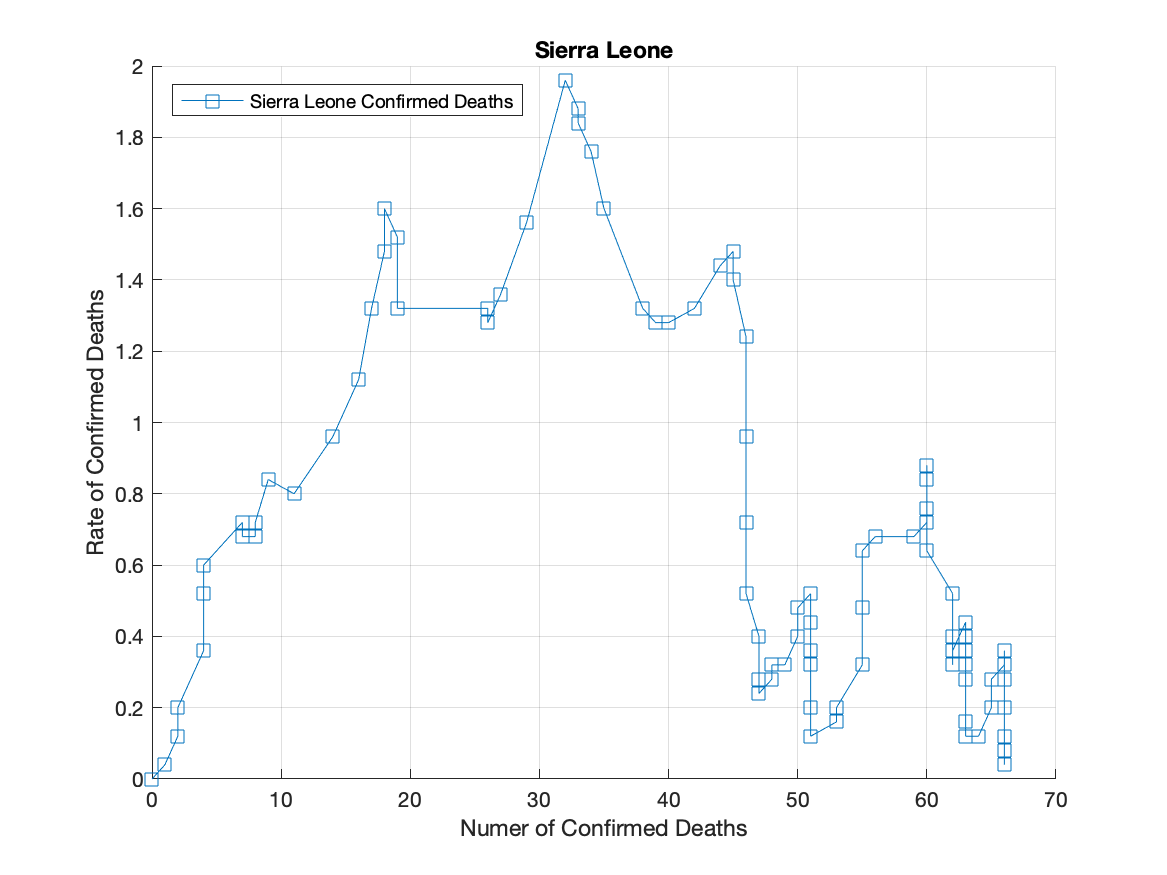 Sierra Leone
Sierra Leone Confirmed Deaths
2
1.8
1.6
1.4
1.2
1
0.8
0.6
0.4
0.2
0
Rate of Confirmed Deaths
0 10 20 30 40 50 60 70
Numer of Confirmed Deaths